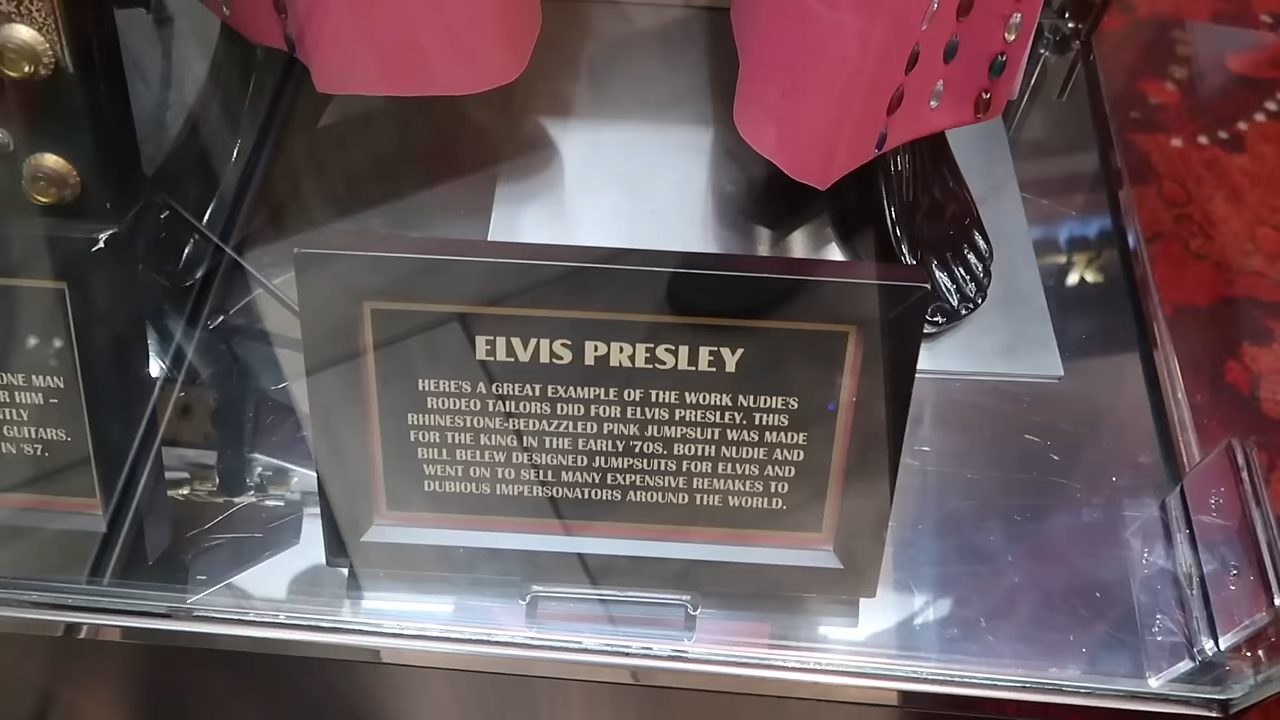 ONE MAN
R HIM –
NTLY
GUITARS.
IN '87.
ELVIS PRESLEY
HERE'S A GREAT EXAMPLE OF THE WORK NUDIE'S
RODEO TAILORS DID FOR ELVIS PRESLEY. THIS
RHINESTONE-BEDAZZLED PINK JUMPSUIT WAS MADE
FOR THE KING IN THE EARLY '70S. BOTH NUDIE AND
BILL BELEW DESIGNED JUMPSUITS FOR ELVIS AND
WENT ON TO SELL MANY EXPENSIVE REMAKES TO
DUBIOUS IMPERSONATORS AROUND THE WORLD.